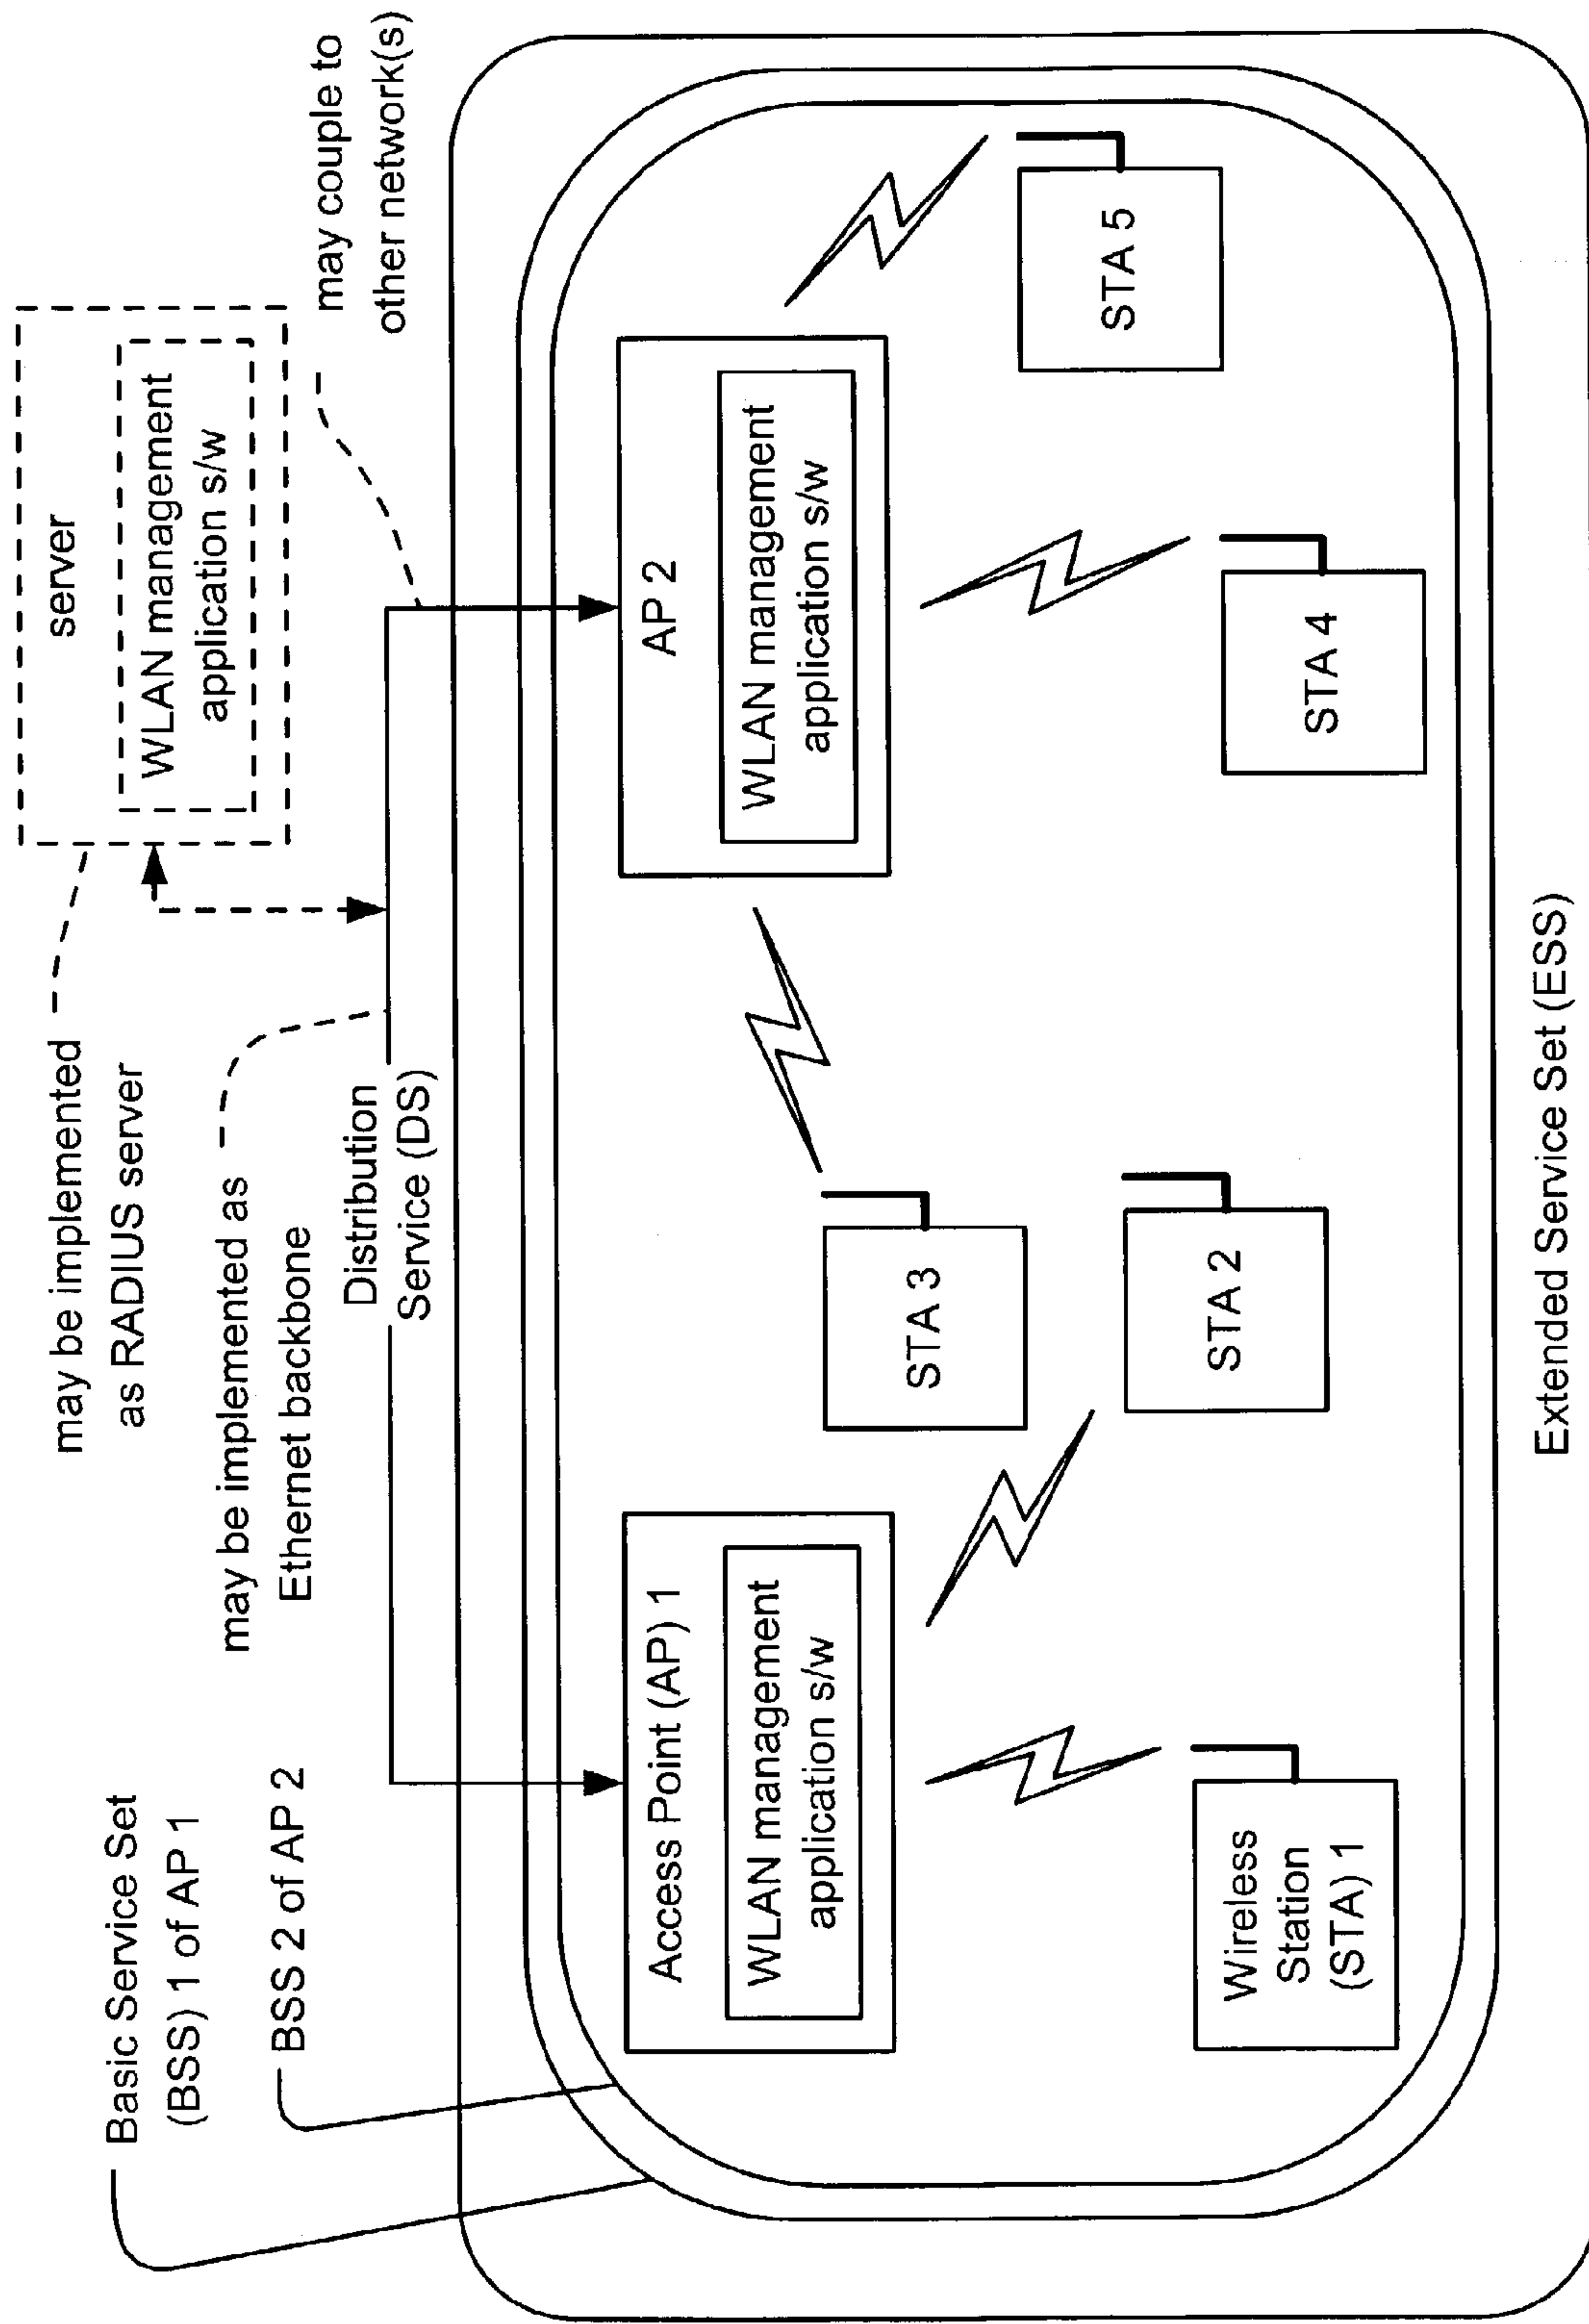 Basic Service Set
(BSS) 1 of AP 1
BSS 2 of AP 2
may be implemented
as RADIUS server
may be implemented as
Ethernet backbone
Distribution
Service (DS)
server
WLAN management
application s/w
may couple to
other network(s)
Access Point (AP) 1
WLAN management
application s/w
AP 2
WLAN management
application s/w
STA 3
STA 2
Wireless
Station
(STA) 1
STA 4
STA 5
Extended Service Set (ESS)